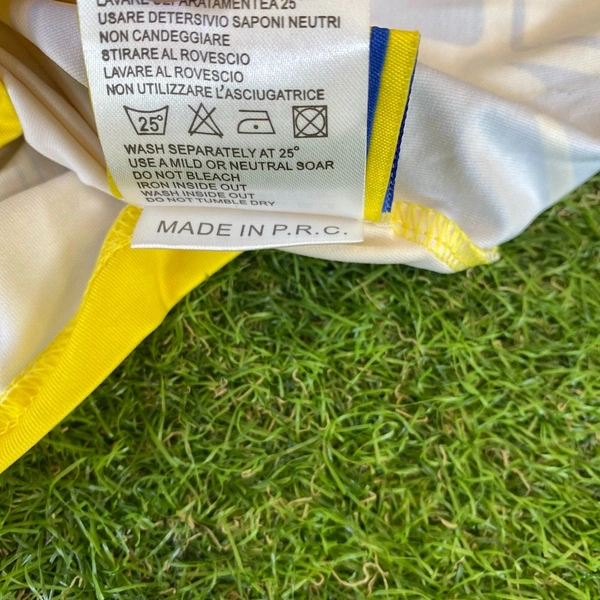 LAVARE SEPARATAMENTEA 25
USARE DETERSIVIO SAPONI NEUTRI
NON CANDEGGIARE
STIRARE AL ROVESCIO
LAVARE AL ROVESCIO
NON UTILIZZARE L'ASCIUGATRICE
25°
WASH SEPARATELY AT 25°
USE A MILD OR NEUTRAL SOAR
DO NOT BLEACH
IRON INSIDE OUT
WASH INSIDE OUT
DO NOT TUMBLE DRY
MADE IN P.R.C.